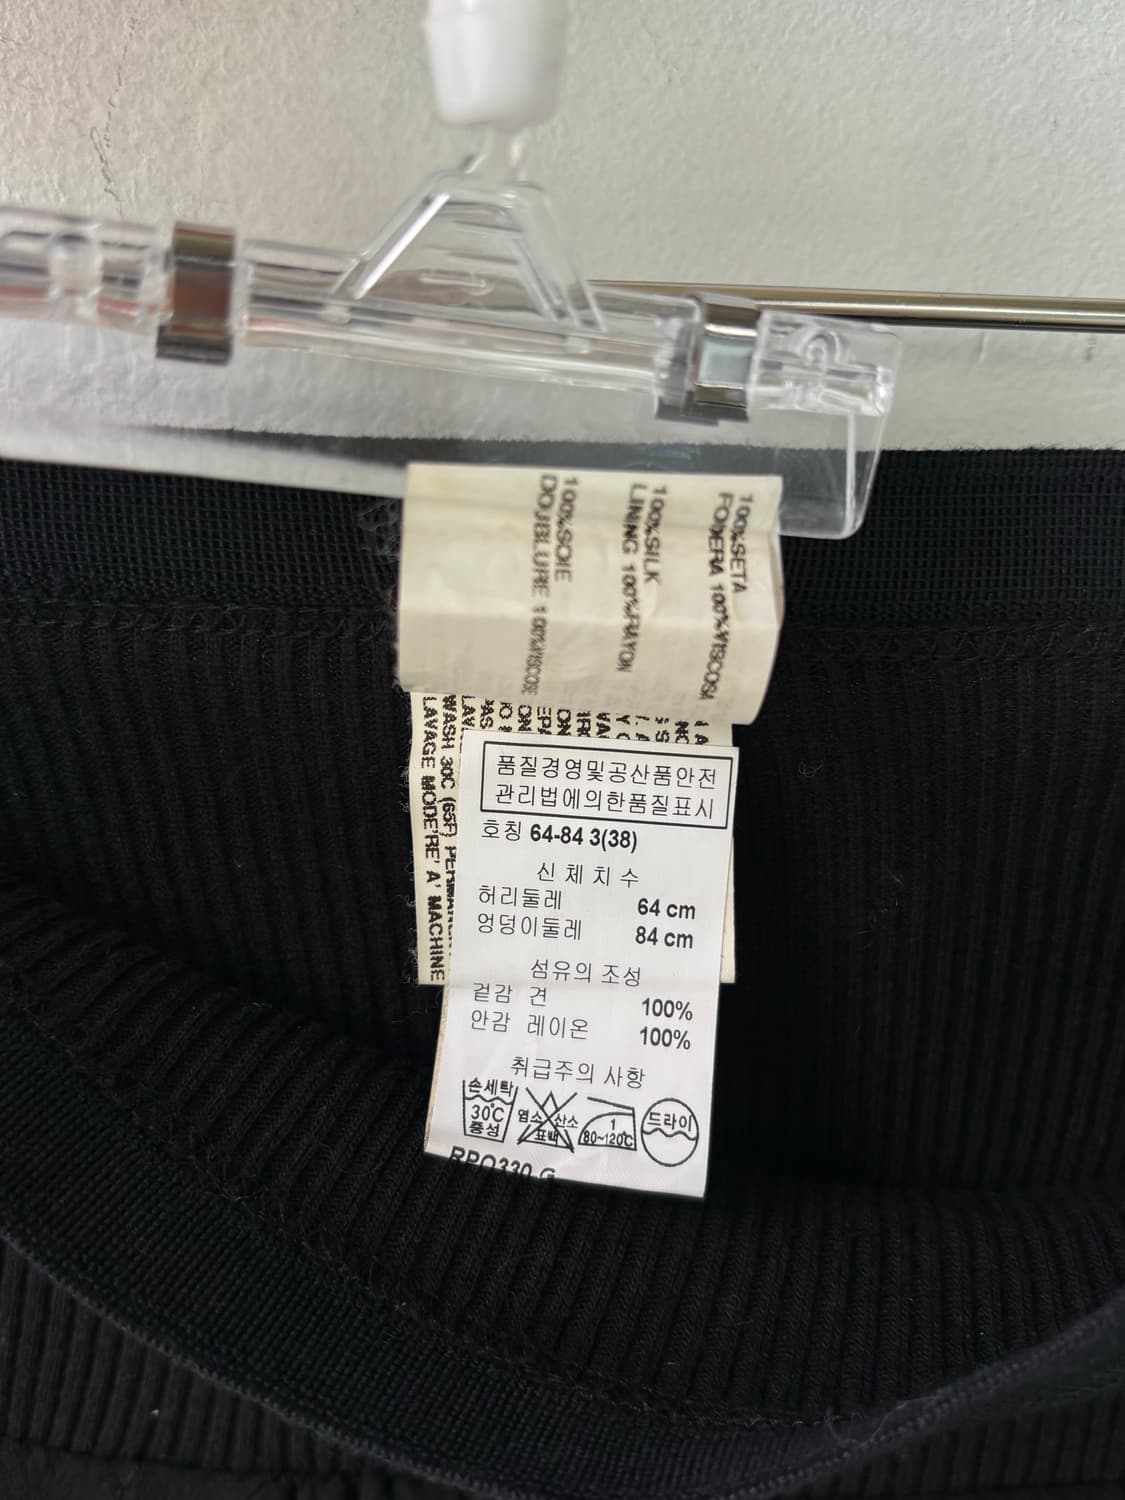 100%SETA
FODERA 100%VISCOSA
100%SILK
LINING 100%RAYON
100%SOIE
DOUBLURE 100%VISCOSE
WASH 30C (65F)
LAVAGE MODE'RE' A' MACHINE
품질경영및공산품안전
관리법에의한품질표시
호칭 64-84 3(38)
신체치수
허리둘레 64 cm
엉덩이둘레 84 cm
섬유의 조성
겉감 견 100%
안감 레이온 100%
취급주의 사항
손세탁
30℃
중성
염소 산소
표백
1
80~120℃
드라이